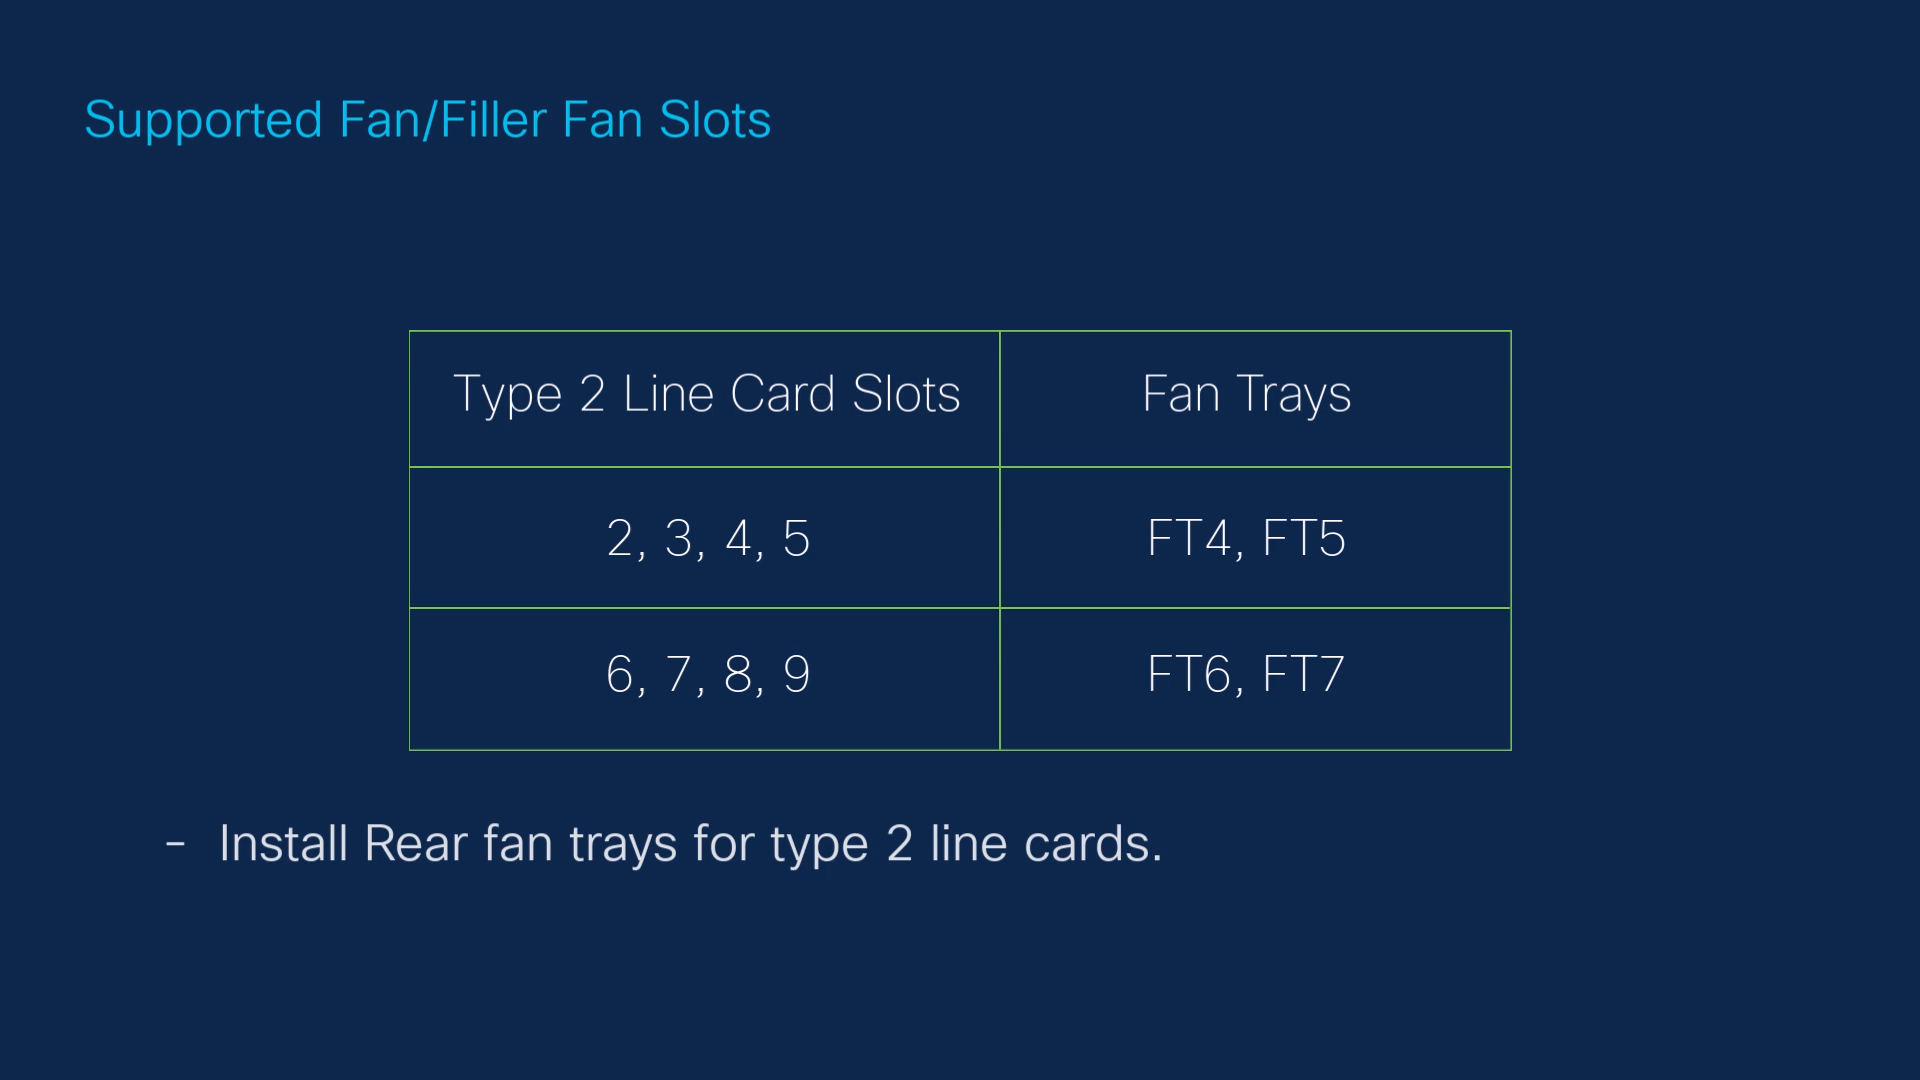 Supported Fan/Filler Fan Slots
Type 2 Line Card Slots
Fan Trays
2, 3, 4, 5
FT4, FT5
6, 7, 8, 9
FT6, FT7
- Install Rear fan trays for type 2 line cards.